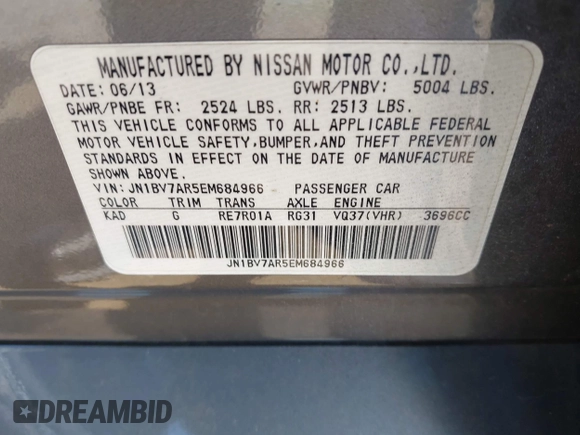 MANUFACTURED BY NISSAN MOTOR CO.,LTD.
DATE: 06/13 GVWR/PNBV: 5004 LBS.
GAWR/PNBE FR: 2524 LBS. RR: 2513 LBS.
THIS VEHICLE CONFORMS TO ALL APPLICABLE FEDERAL
MOTOR VEHICLE SAFETY,BUMPER,AND THEFT PREVENTION
STANDARDS IN EFFECT ON THE DATE OF MANUFACTURE
SHOWN ABOVE.
VIN: JN1BV7AR5EM684966 PASSENGER CAR
COLOR TRIM TRANS AXLE ENGINE
KAD G RE7R01A RG31 VQ37(VHR) 3696CC
JN1BV7AR5EM684966
DREAMBID